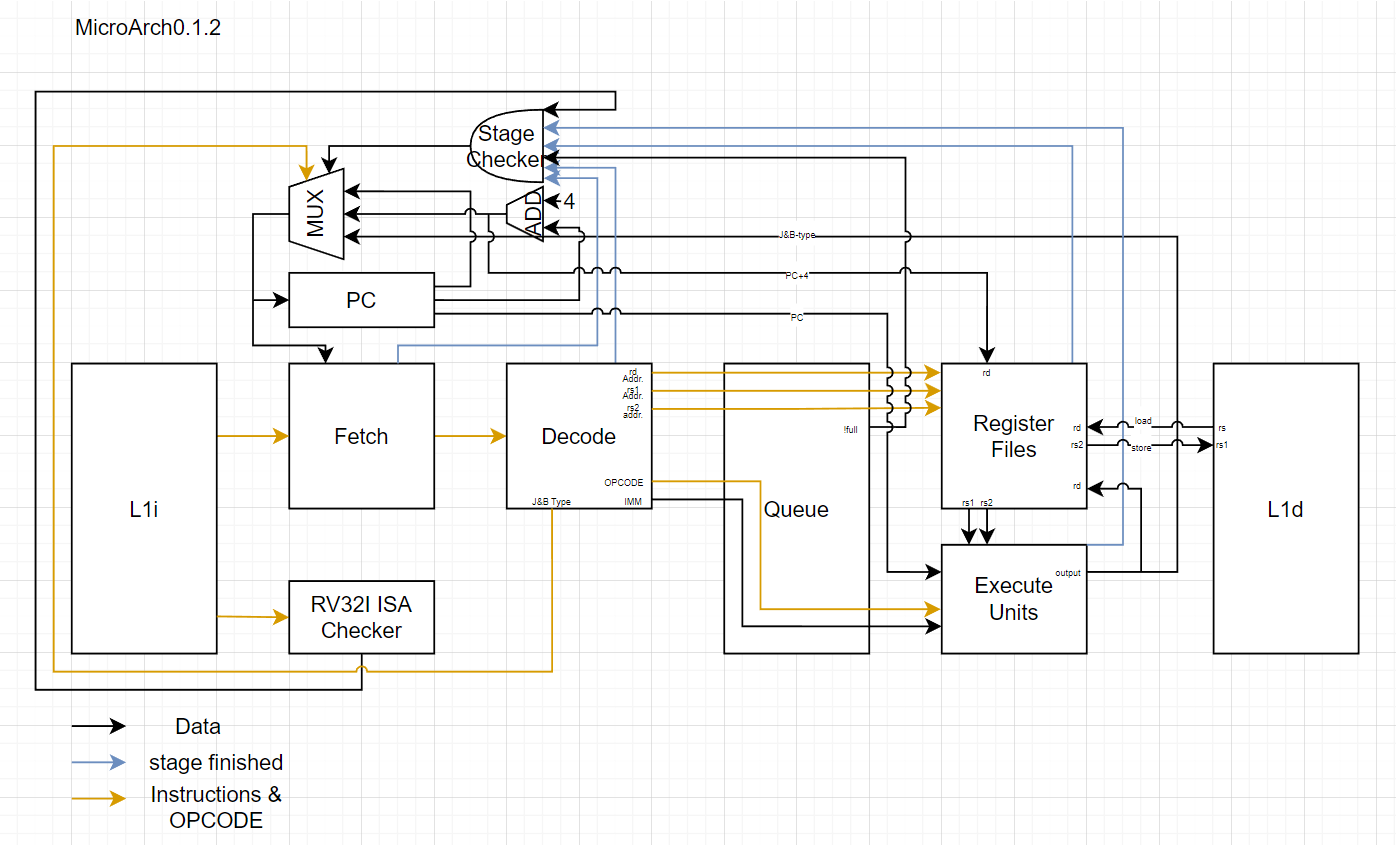 MicroArch0.1.2
Stage
Checker
MUX
ADD
4
J&B-type
PC+4
PC
PC
rd
Addr.
rs1
Addr.
rs2
addr.
rd
L1i
Fetch
Decode
!full
Register
Files
rd
load
rs
rs2
store
rs1
OPCODE
J&B Type
IMM
Queue
rd
rs1
rs2
L1d
RV32I ISA
Checker
output
Execute
Units
Data
stage finished
Instructions &
OPCODE